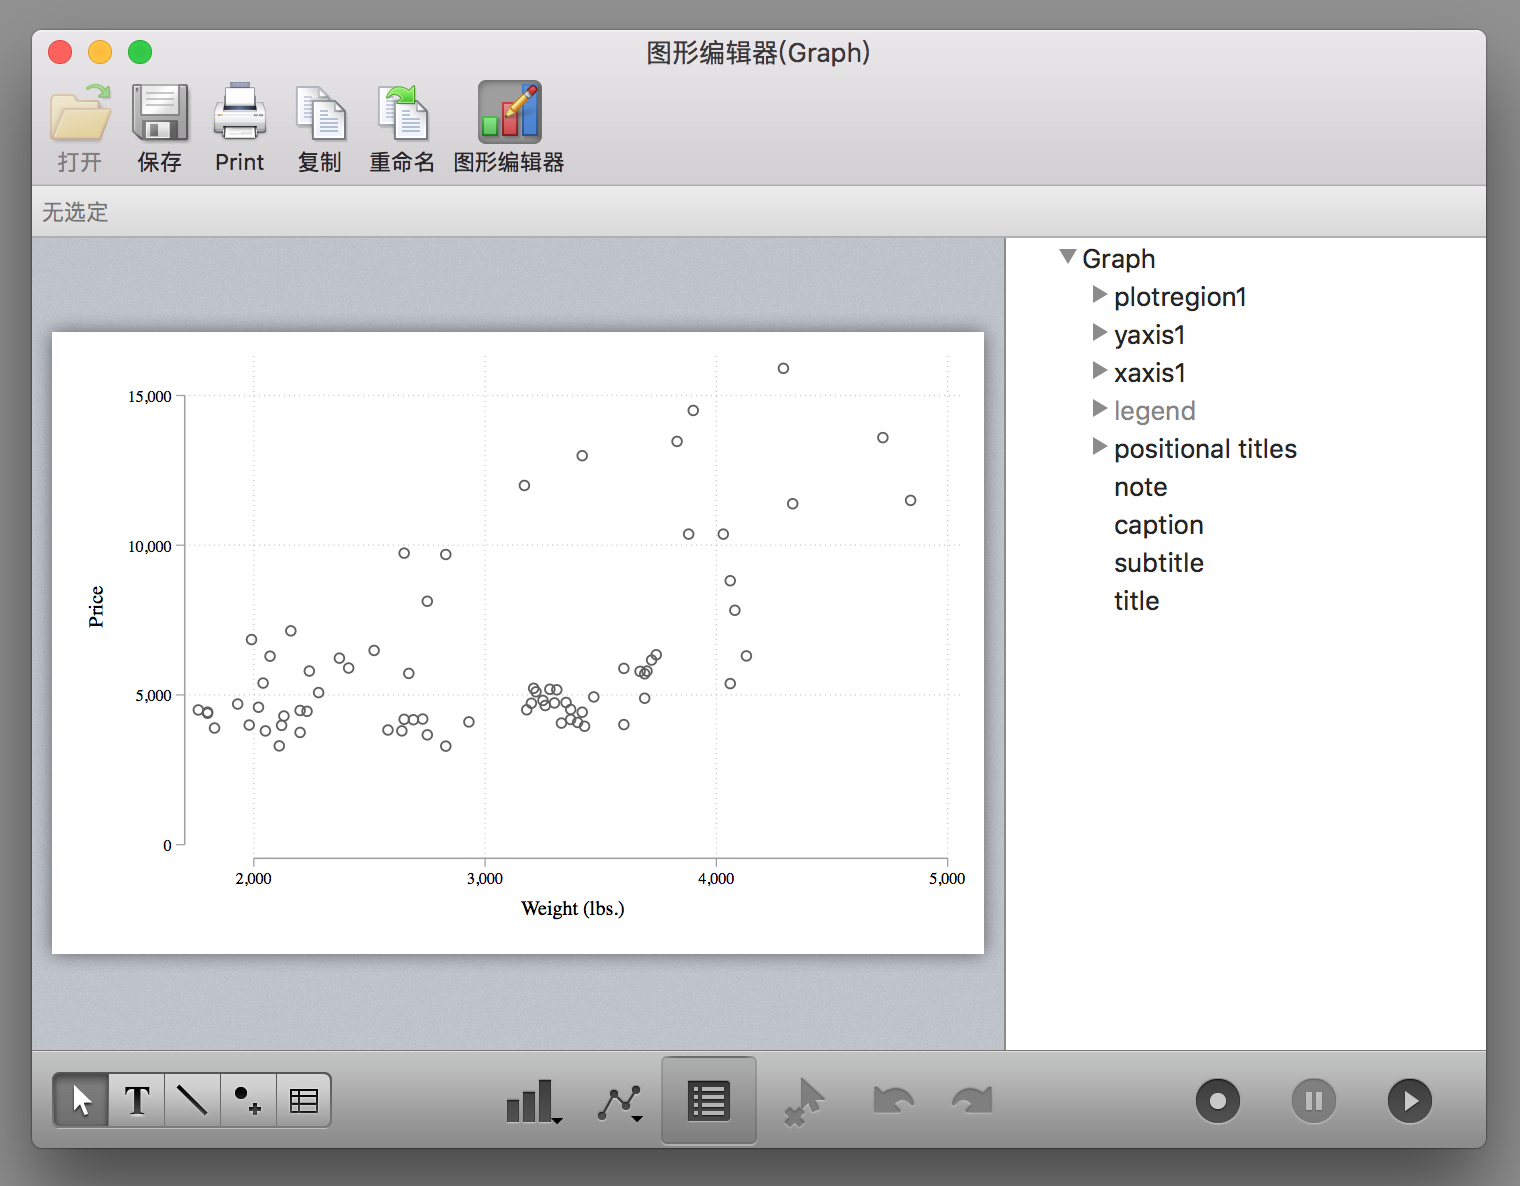 图形编辑器(Graph)
打开 保存 Print 复制 重命名 图形编辑器
无选定
Graph
plotregion1
yaxis1
xaxis1
legend
positional titles
note
caption
subtitle
title
15,000
10,000
5,000
0
Price
2,000 3,000 4,000 5,000
Weight (lbs.)
T